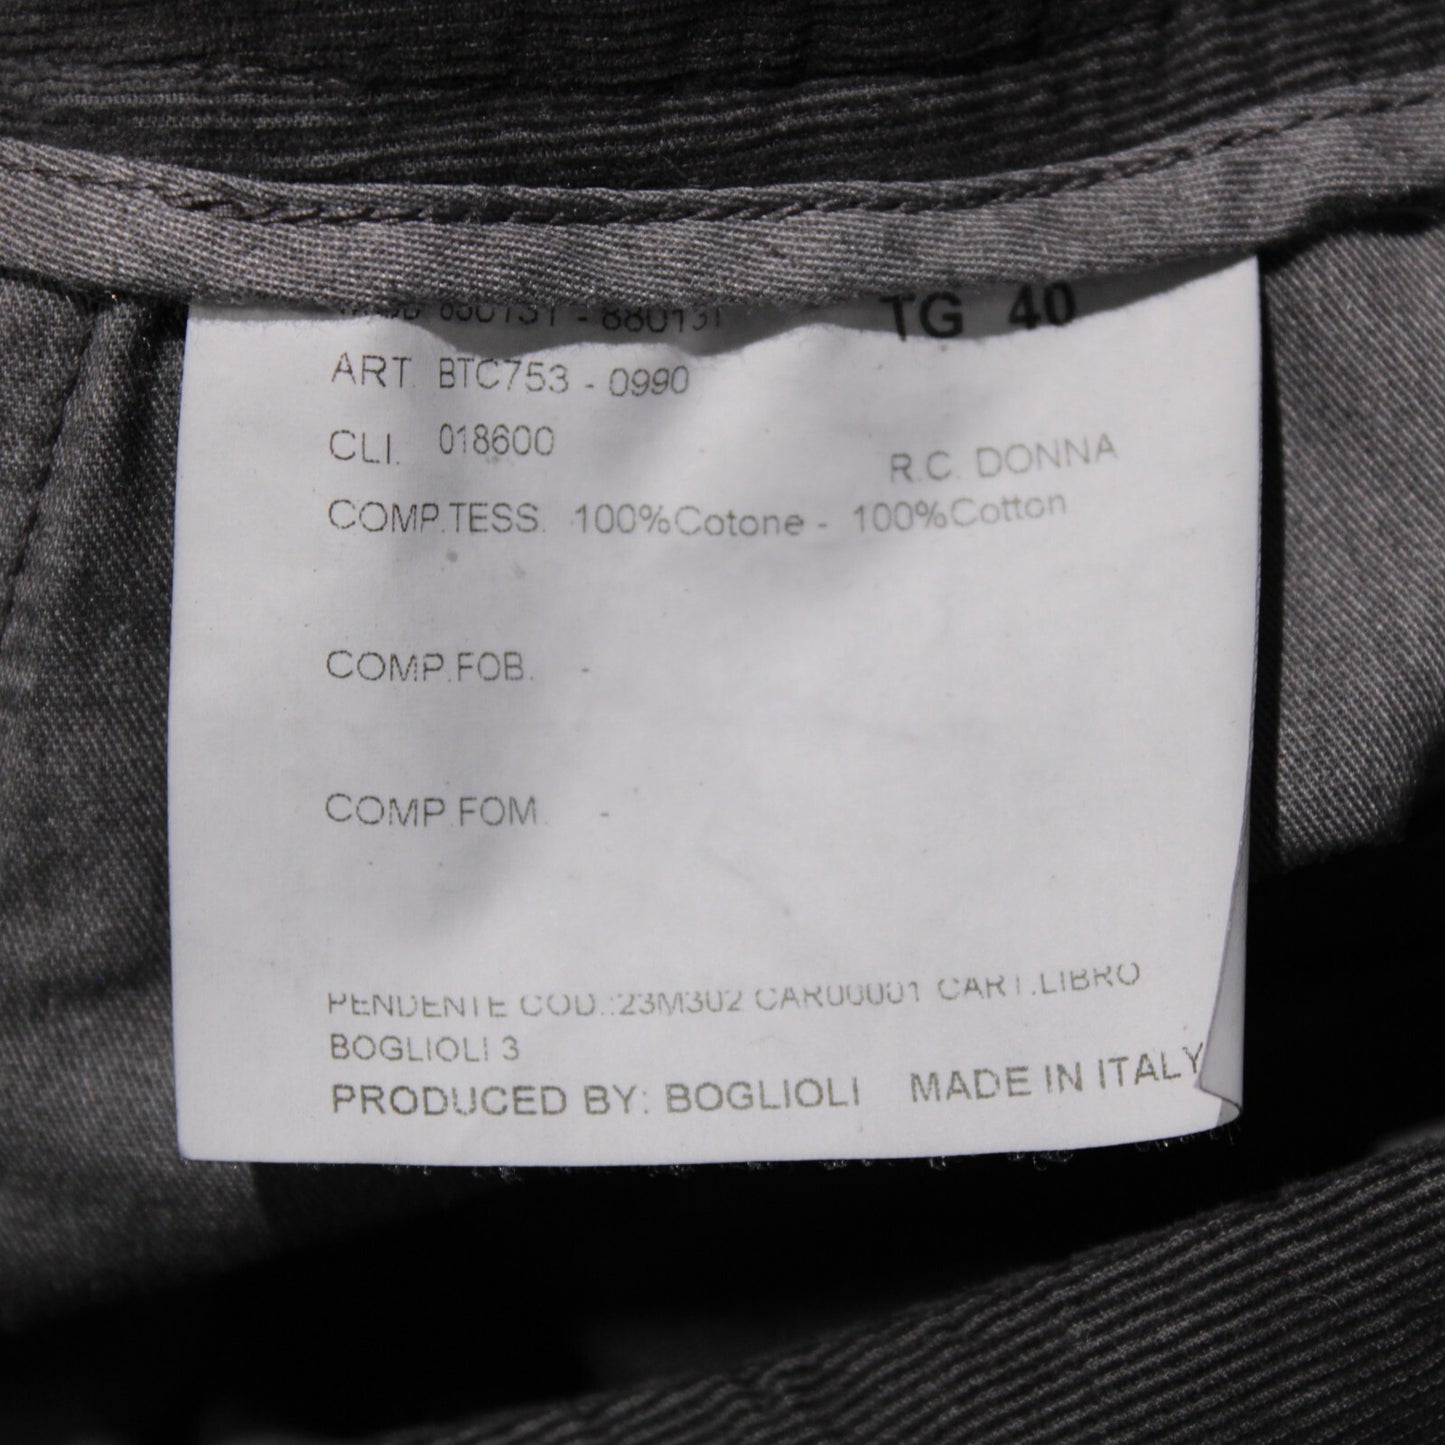 880131 TG 40
ART. BTC753 - 0990
CLI. 018600
R.C. DONNA
COMP.TESS. 100%Cotone - 100%Cotton
COMP.FOB. -
COMP.FOM. -
PENDENTE COD.:23M302 CAR00001 CART.LIBRO
BOGLIOLI 3
PRODUCED BY: BOGLIOLI MADE IN ITALY